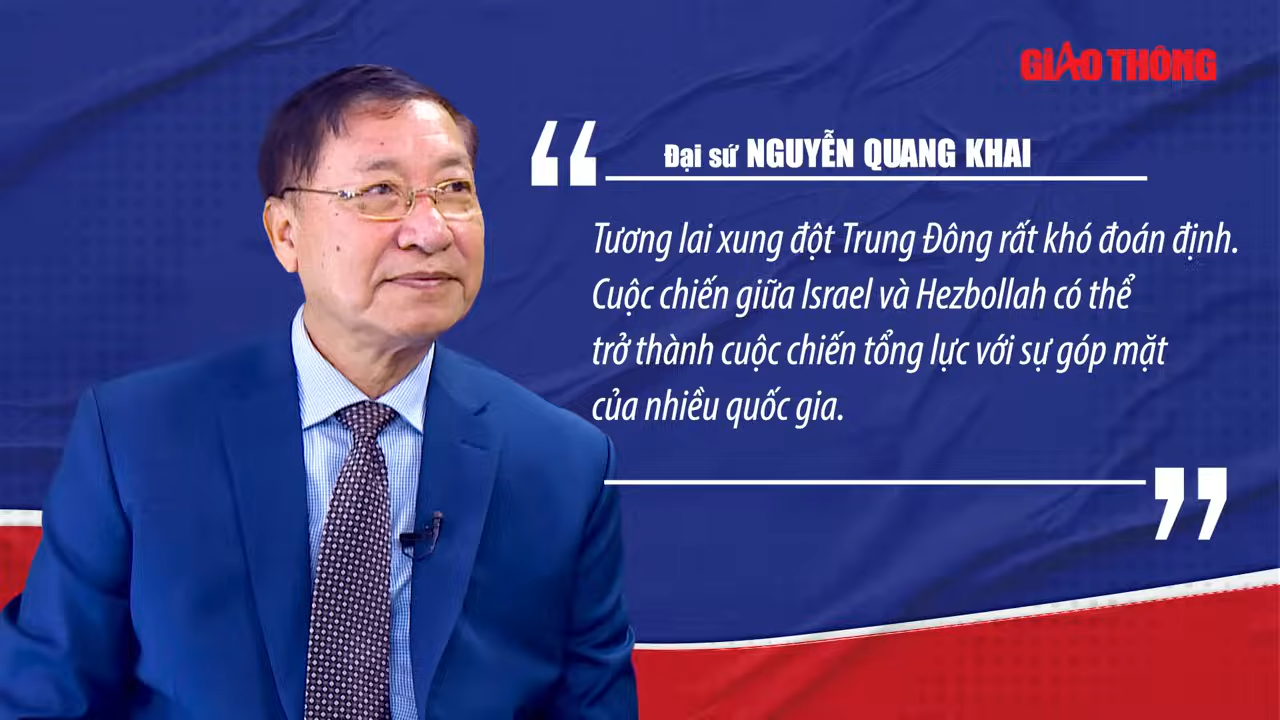 GIAO THÔNG
“
Đại sứ NGUYỄN QUANG KHAI
Tương lai xung đột Trung Đông rất khó đoán định.
Cuộc chiến giữa Israel và Hezbollah có thể
trở thành cuộc chiến tổng lực với sự góp mặt
của nhiều quốc gia.
”